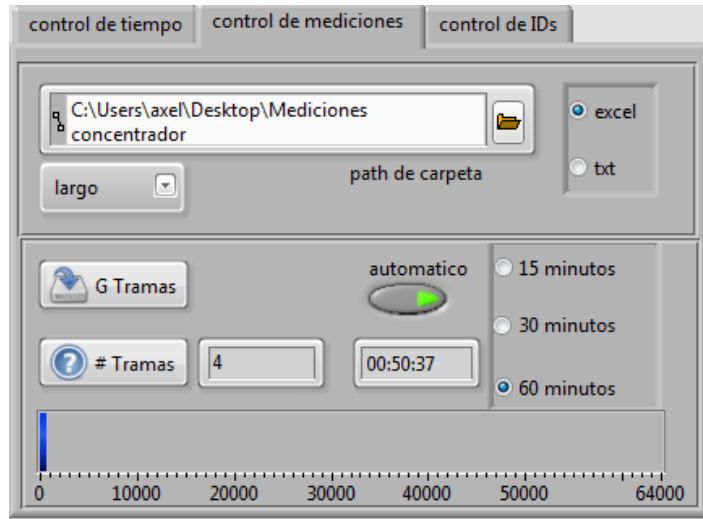 control de tiempo
control de mediciones
control de IDs
C:\Users\axel\Desktop\Mediciones
concentrador
excel
txt
largo
path de carpeta
G Tramas
automatico
15 minutos
30 minutos
# Tramas
4
00:50:37
60 minutos
0 10000 20000 30000 40000 50000 64000